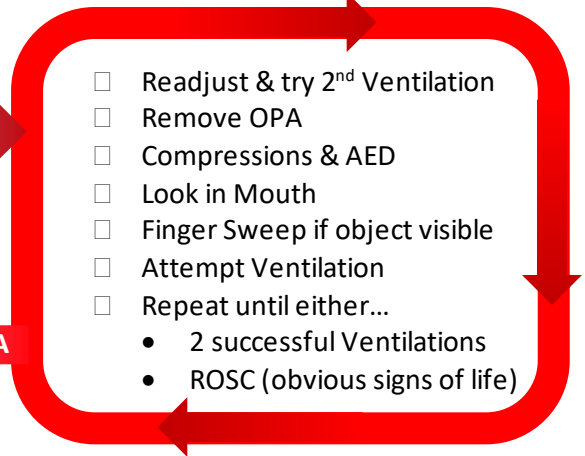 ☐ Readjust & try 2nd Ventilation
☐ Remove OPA
☐ Compressions & AED
☐ Look in Mouth
☐ Finger Sweep if object visible
☐ Attempt Ventilation
☐ Repeat until either…
• 2 successful Ventilations
• ROSC (obvious signs of life)
A